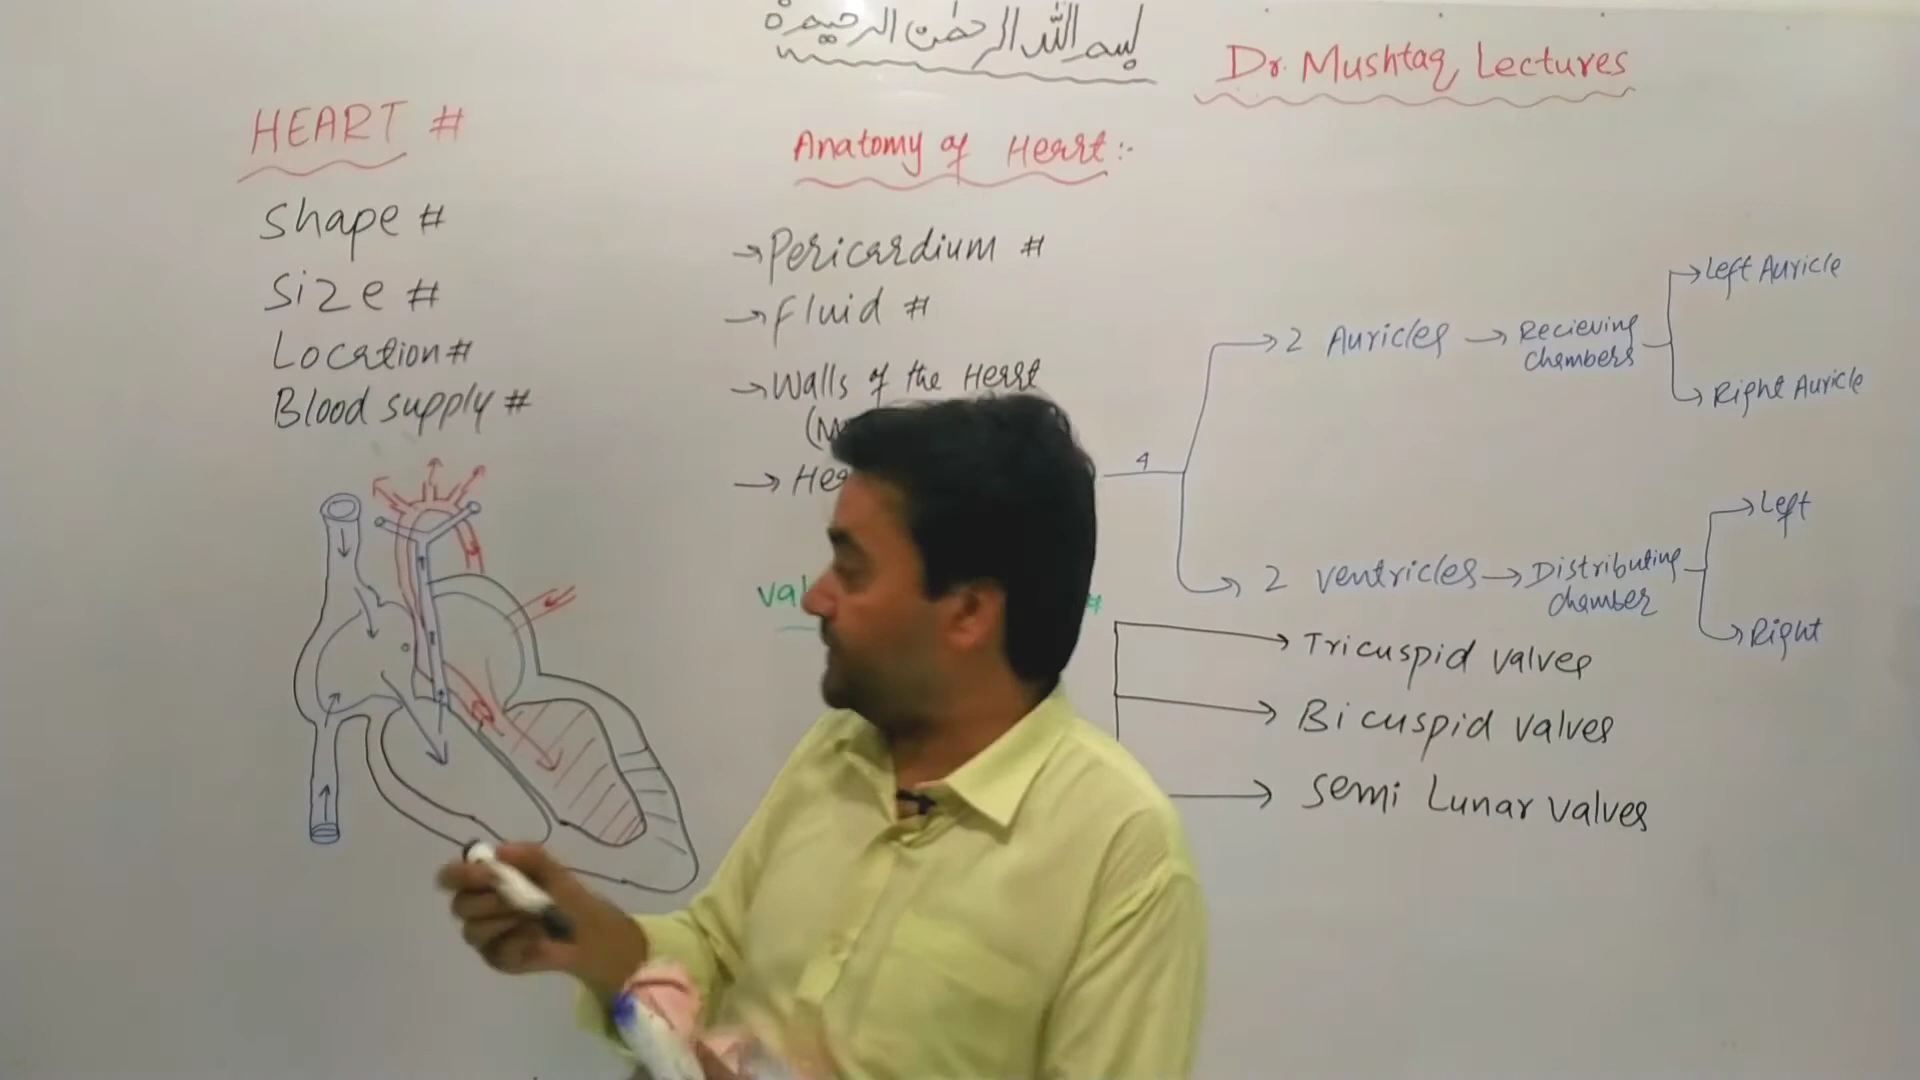 بسم اللہ الرحمٰن الرحیم
Dr. Mushtaq Lectures
HEART #
Shape #
Size #
Location #
Blood supply #
Anatomy of Heart :-
→ Pericardium #
→ fluid #
→ Walls of the Heart
4
→ 2 Auricles → Recieving chambers
→ Left Auricle
→ Right Auricle
→ 2 ventricles → Distributing chamber
→ Left
→ Right
→ Tricuspid valves
→ Bicuspid valves
→ Semi Lunar valves